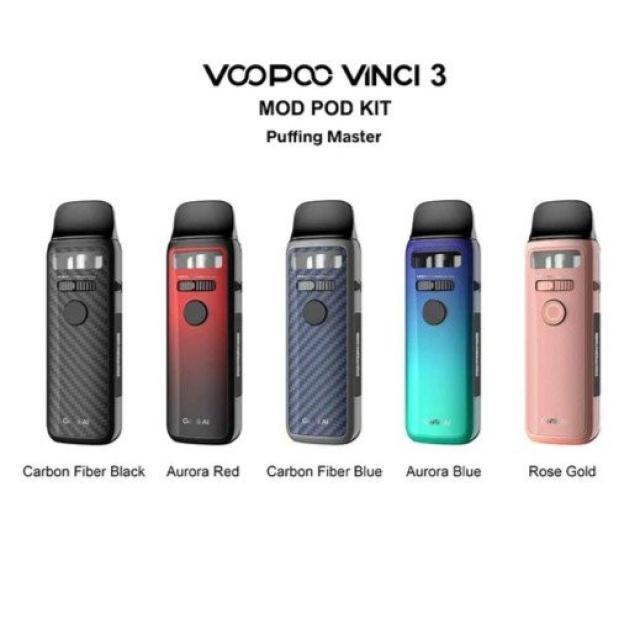 VOOPOO VINCI 3
MOD POD KIT
Puffing Master
Carbon Fiber Black
Aurora Red
Carbon Fiber Blue
Aurora Blue
Rose Gold